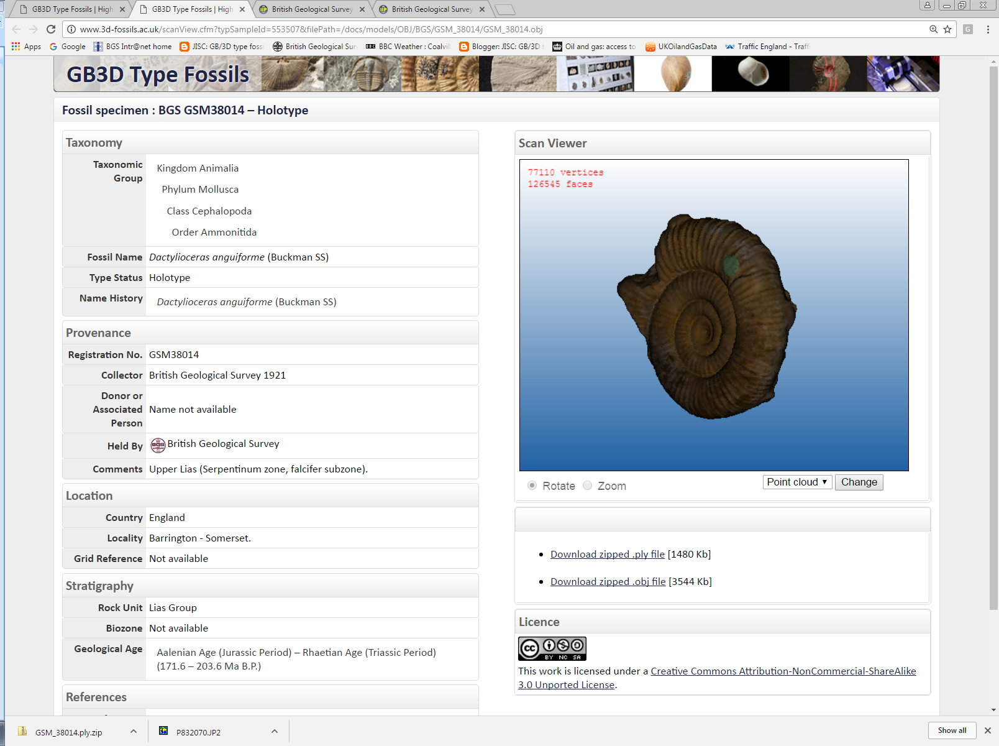 GB3D Type Fossils | High
GB3D Type Fossils | High
British Geological Survey
British Geological Survey
www.3d-fossils.ac.uk/scanView.cfm?typSampleId=553507&filePath=/docs/models/OBJ/BGS/GSM_38014/GSM_38014.obj
G
Apps
Google
BGS Intr@net home
JISC: GB/3D type foss
British Geological Sur
BBC Weather : Coalvil
Blogger: JISC: GB/3D
Oil and gas: access to
UKOilandGasData
Traffic England - Traff
GB3D Type Fossils
Fossil specimen : BGS GSM38014 – Holotype
Taxonomy
Taxonomic Group
Kingdom Animalia
Phylum Mollusca
Class Cephalopoda
Order Ammonitida
Fossil Name Dactylioceras anguiforme (Buckman SS)
Type Status Holotype
Name History Dactylioceras anguiforme (Buckman SS)
Provenance
Registration No. GSM38014
Collector British Geological Survey 1921
Donor or Associated Person Name not available
Held By BGS British Geological Survey
Comments Upper Lias (Serpentinum zone, falcifer subzone).
Location
Country England
Locality Barrington - Somerset.
Grid Reference Not available
Stratigraphy
Rock Unit Lias Group
Biozone Not available
Geological Age Aalenian Age (Jurassic Period) – Rhaetian Age (Triassic Period)
(171.6 – 203.6 Ma B.P.)
References
Scan Viewer
77110 vertices
126545 faces
Rotate Zoom
Point cloud Change
Download zipped .ply file [1480 Kb]
Download zipped .obj file [3544 Kb]
Licence
cc BY NC SA
This work is licensed under a Creative Commons Attribution-NonCommercial-ShareAlike
3.0 Unported License.
GSM_38014.ply.zip
P832070.JP2
Show all